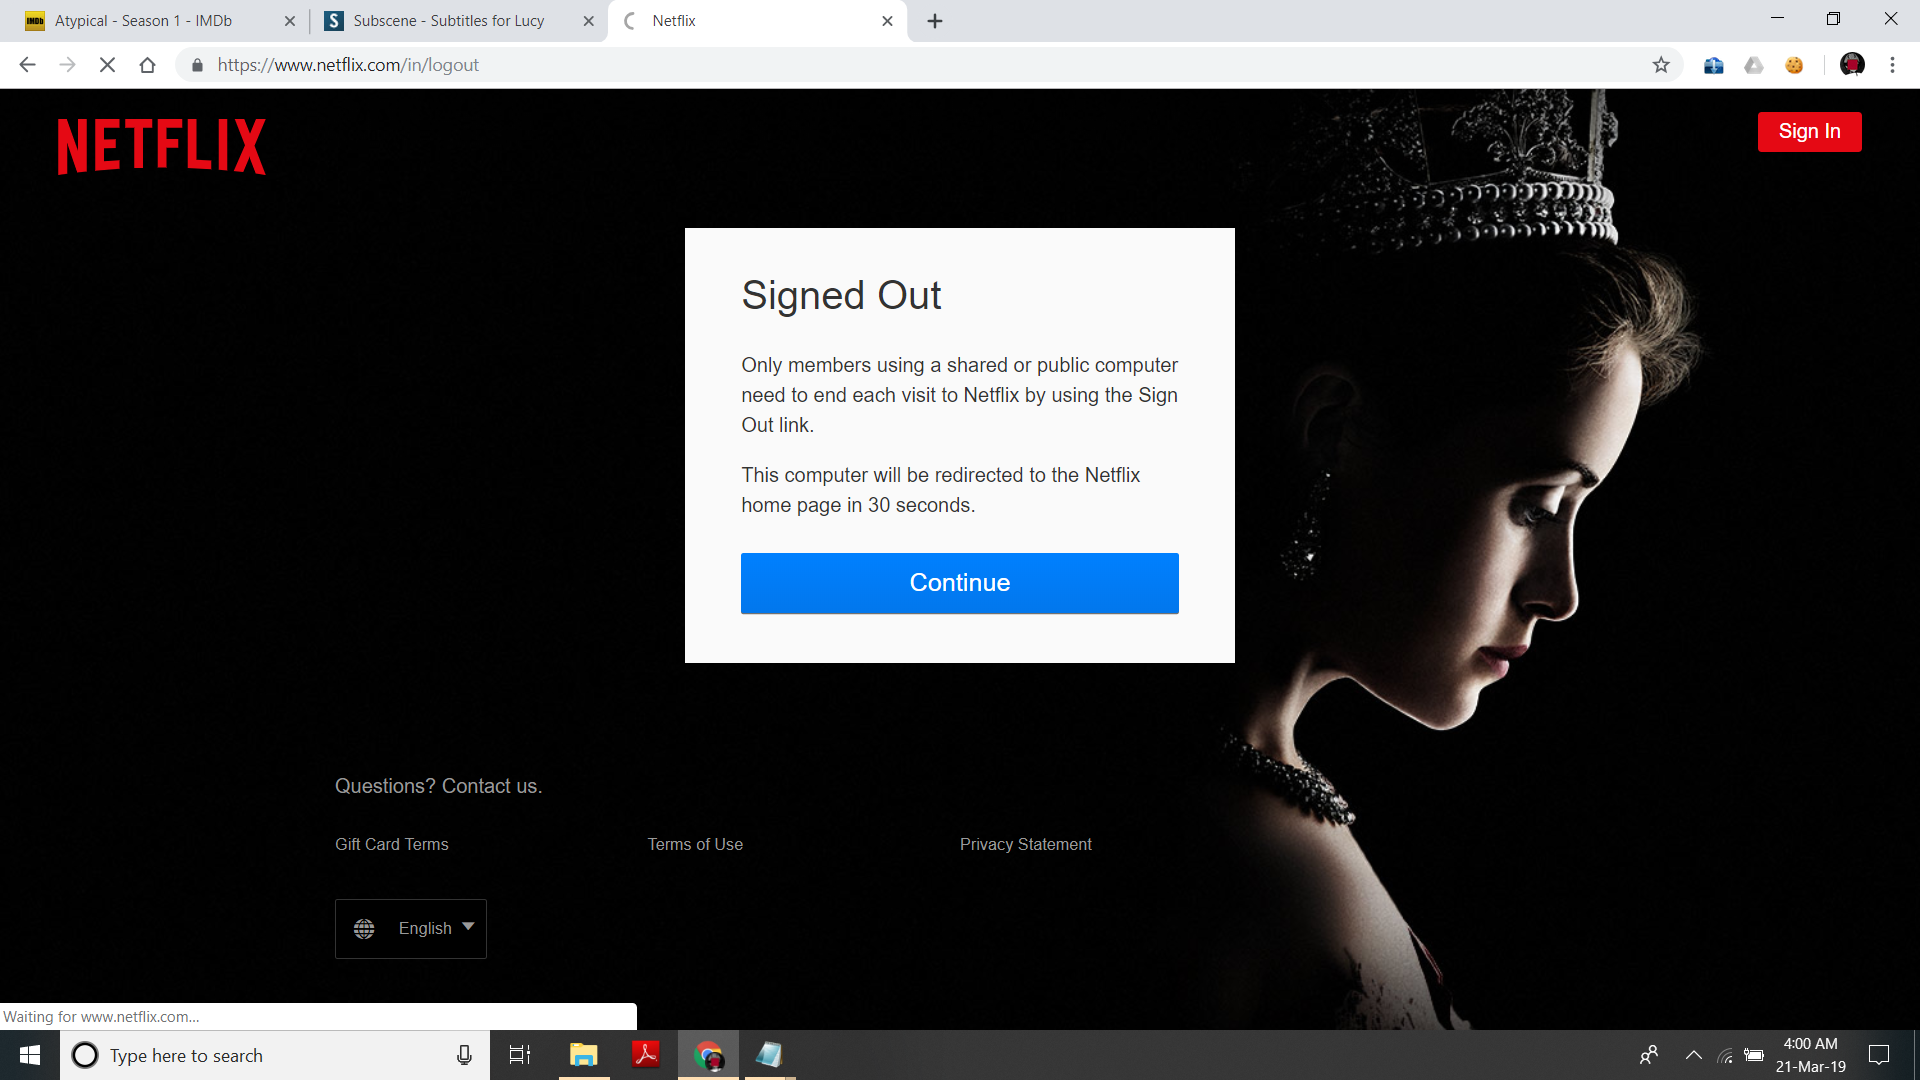 IMDb Atypical - Season 1 - IMDb
S Subscene - Subtitles for Lucy
Netflix
https://www.netflix.com/in/logout
NETFLIX
Sign In
Signed Out
Only members using a shared or public computer
need to end each visit to Netflix by using the Sign
Out link.
This computer will be redirected to the Netflix
home page in 30 seconds.
Continue
Questions? Contact us.
Gift Card Terms
Terms of Use
Privacy Statement
English
Waiting for www.netflix.com...
Type here to search
4:00 AM
21-Mar-19